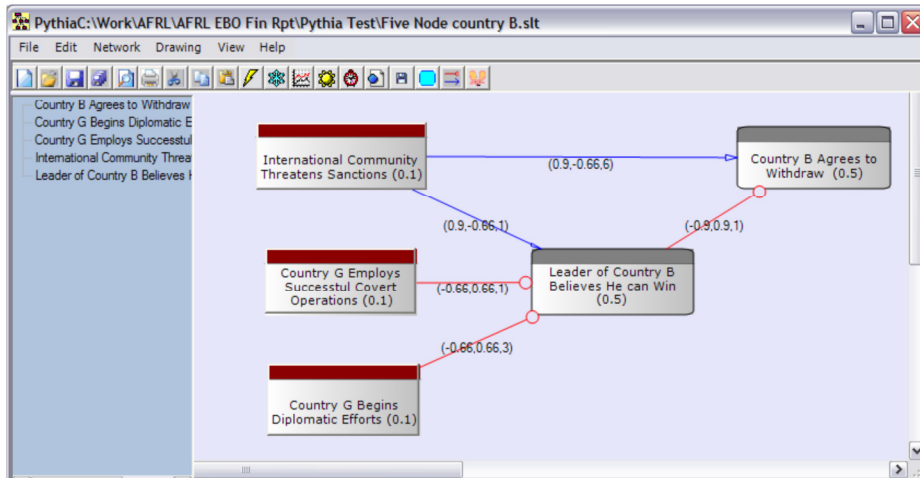 PythiaC:\Work\AFRL\AFRL EBO Fin Rpt\Pythia Test\Five Node country B.slt
File Edit Network Drawing View Help
Country B Agrees to Withdraw
Country G Begins Diplomatic E
Country G Employs Successful
International Community Threa
Leader of Country B Believes H
International Community
Threatens Sanctions (0.1)
(0.9,-0.66,6)
Country B Agrees to
Withdraw (0.5)
(0.9,-0.66,1)
(-0.9,0.9,1)
Country G Employs
Successtul Covert
Operations (0.1)
(-0.66,0.66,1)
Leader of Country B
Believes He can Win
(0.5)
(-0.66,0.66,3)
Country G Begins
Diplomatic Efforts (0.1)